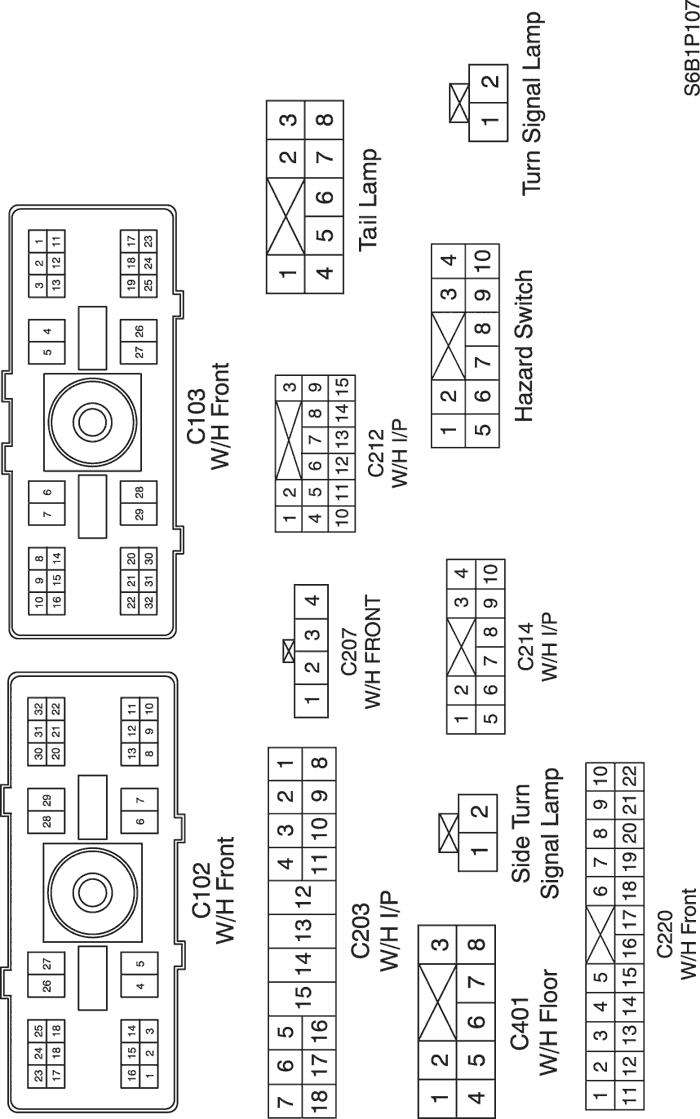 23 24 25 26 27 28 29 30 31 32
17 18 18 20 21 22
16 15 14 4 5 6 7 13 12 11
1 2 3 8 9 10
C102
W/H Front
10 9 8 7 6 5 4 3 2 1
16 15 14 13 12 11
22 21 20 29 28 27 26 19 18 17
32 31 30 25 24 23
C103
W/H Front
7 6 5 15 14 13 12 4 3 2 1
18 17 16 11 10 9 8
C203
W/H I/P
1 2 3 4
C207
W/H FRONT
1 2 3
4 5 6 7 8 9
10 11 12 13 14 15
C212
W/H I/P
1 2 3
4 5 6 7 8
Tail Lamp
1 2 3
4 5 6 7 8
C401
W/H Floor
1 2
Side Turn
Signal Lamp
1 2 3 4
5 6 7 8 9 10
C214
W/H I/P
1 2 3 4
5 6 7 8 9 10
Hazard Switch
1 2
Turn Signal Lamp
1 2 3 4 5 6 7 8 9 10
11 12 13 14 15 16 17 18 19 20 21 22
C220
W/H Front
S6B1P107